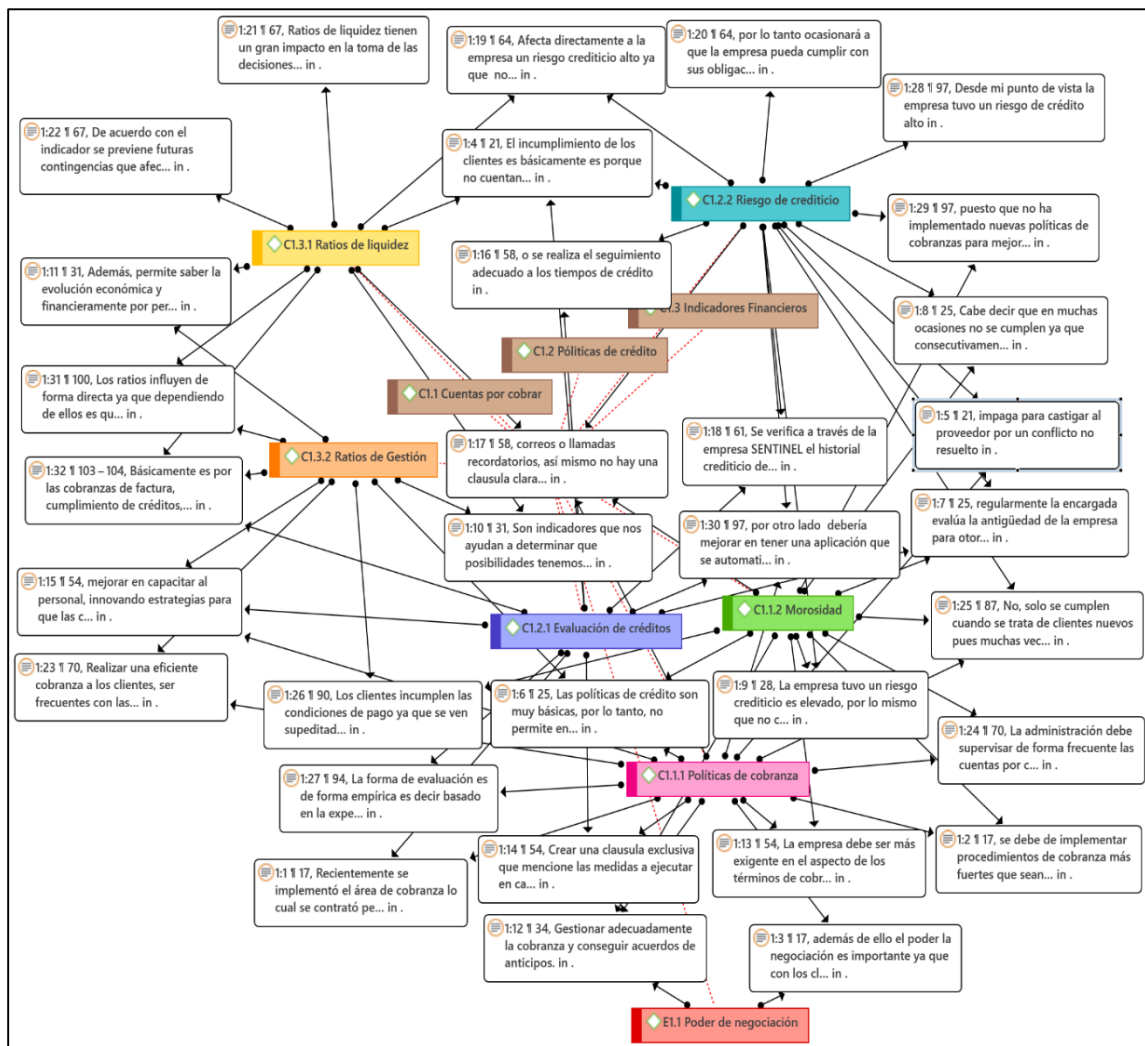 1:21 ¶ 67, Ratios de liquidez tienen
un gran impacto en la toma de las
decisiones... in .
1:19 ¶ 64, Afecta directamente a la
empresa un riesgo crediticio alto ya
que  no... in .
1:20 ¶ 64, por lo tanto ocasionará a
que la empresa pueda cumplir con
sus obligac... in .
1:28 ¶ 97, Desde mi punto de vista la
empresa tuvo un riesgo de crédito
alto in .
1:22 ¶ 67, De acuerdo con el
indicador se previene futuras
contingencias que afec... in .
1:4 ¶ 21, El incumplimiento de los
clientes es básicamente es porque
no cuentan... in .
C1.2.2 Riesgo de crediticio
1:29 ¶ 97, puesto que no ha
implementado nuevas políticas de
cobranzas para mejor... in .
C1.3.1 Ratios de liquidez
1:16 ¶ 58, o se realiza el seguimiento
adecuado a los tiempos de crédito
in .
1:11 ¶ 31, Además, permite saber la
evolución económica y
financieramente por per... in .
C1.3 Indicadores Financieros
1:8 ¶ 25, Cabe decir que en muchas
ocasiones no se cumplen ya que
consecutivamen... in .
C1.2 Póliticas de crédito
1:31 ¶ 100, Los ratios influyen de
forma directa ya que dependiendo
de ellos es qu... in .
C1.1 Cuentas por cobrar
1:5 ¶ 21, impaga para castigar al
proveedor por un conflicto no
resuelto in .
C1.3.2 Ratios de Gestión
1:17 ¶ 58, correos o llamadas
recordatorios, así mismo no hay una
clausula clara... in .
1:18 ¶ 61, Se verifica a través de la
empresa SENTINEL el historial
crediticio de... in .
1:32 ¶ 103 – 104, Básicamente es por
las cobranzas de factura,
cumplimiento de créditos,... in .
1:7 ¶ 25, regularmente la encargada
evalúa la antigüedad de la empresa
para otor... in .
1:10 ¶ 31, Son indicadores que nos
ayudan a determinar que
posibilidades tenemos... in .
1:30 ¶ 97, por otro lado  debería
mejorar en tener una aplicación que
se automati... in .
1:15 ¶ 54, mejorar en capacitar al
personal, innovando estrategias para
que las c... in .
C1.2.1 Evaluación de créditos
C1.1.2 Morosidad
1:25 ¶ 87, No, solo se cumplen
cuando se trata de clientes nuevos
pues muchas vec... in .
1:23 ¶ 70, Realizar una eficiente
cobranza a los clientes, ser
frecuentes con las... in .
1:26 ¶ 90, Los clientes incumplen las
condiciones de pago ya que se ven
supeditad... in .
1:6 ¶ 25, Las políticas de crédito son
muy básicas, por lo tanto, no
permite en... in .
1:9 ¶ 28, La empresa tuvo un riesgo
crediticio es elevado, por lo mismo
que no c... in .
1:24 ¶ 70, La administración debe
supervisar de forma frecuente las
cuentas por c... in .
1:27 ¶ 94, La forma de evaluación es
de forma empírica es decir basado
en la expe... in .
C1.1.1 Políticas de cobranza
1:14 ¶ 54, Crear una clausula exclusiva
que mencione las medidas a ejecutar
en ca... in .
1:13 ¶ 54, La empresa debe ser más
exigente en el aspecto de los
términos de cobr... in .
1:2 ¶ 17, se debe de implementar
procedimientos de cobranza más
fuertes que sean... in .
1:1 ¶ 17, Recientemente se
implementó el área de cobranza lo
cual se contrató pe... in .
1:12 ¶ 34, Gestionar adecuadamente
la cobranza y conseguir acuerdos de
anticipos. in .
1:3 ¶ 17, además de ello el poder la
negociación es importante ya que
con los cl... in .
E1.1 Poder de negociación